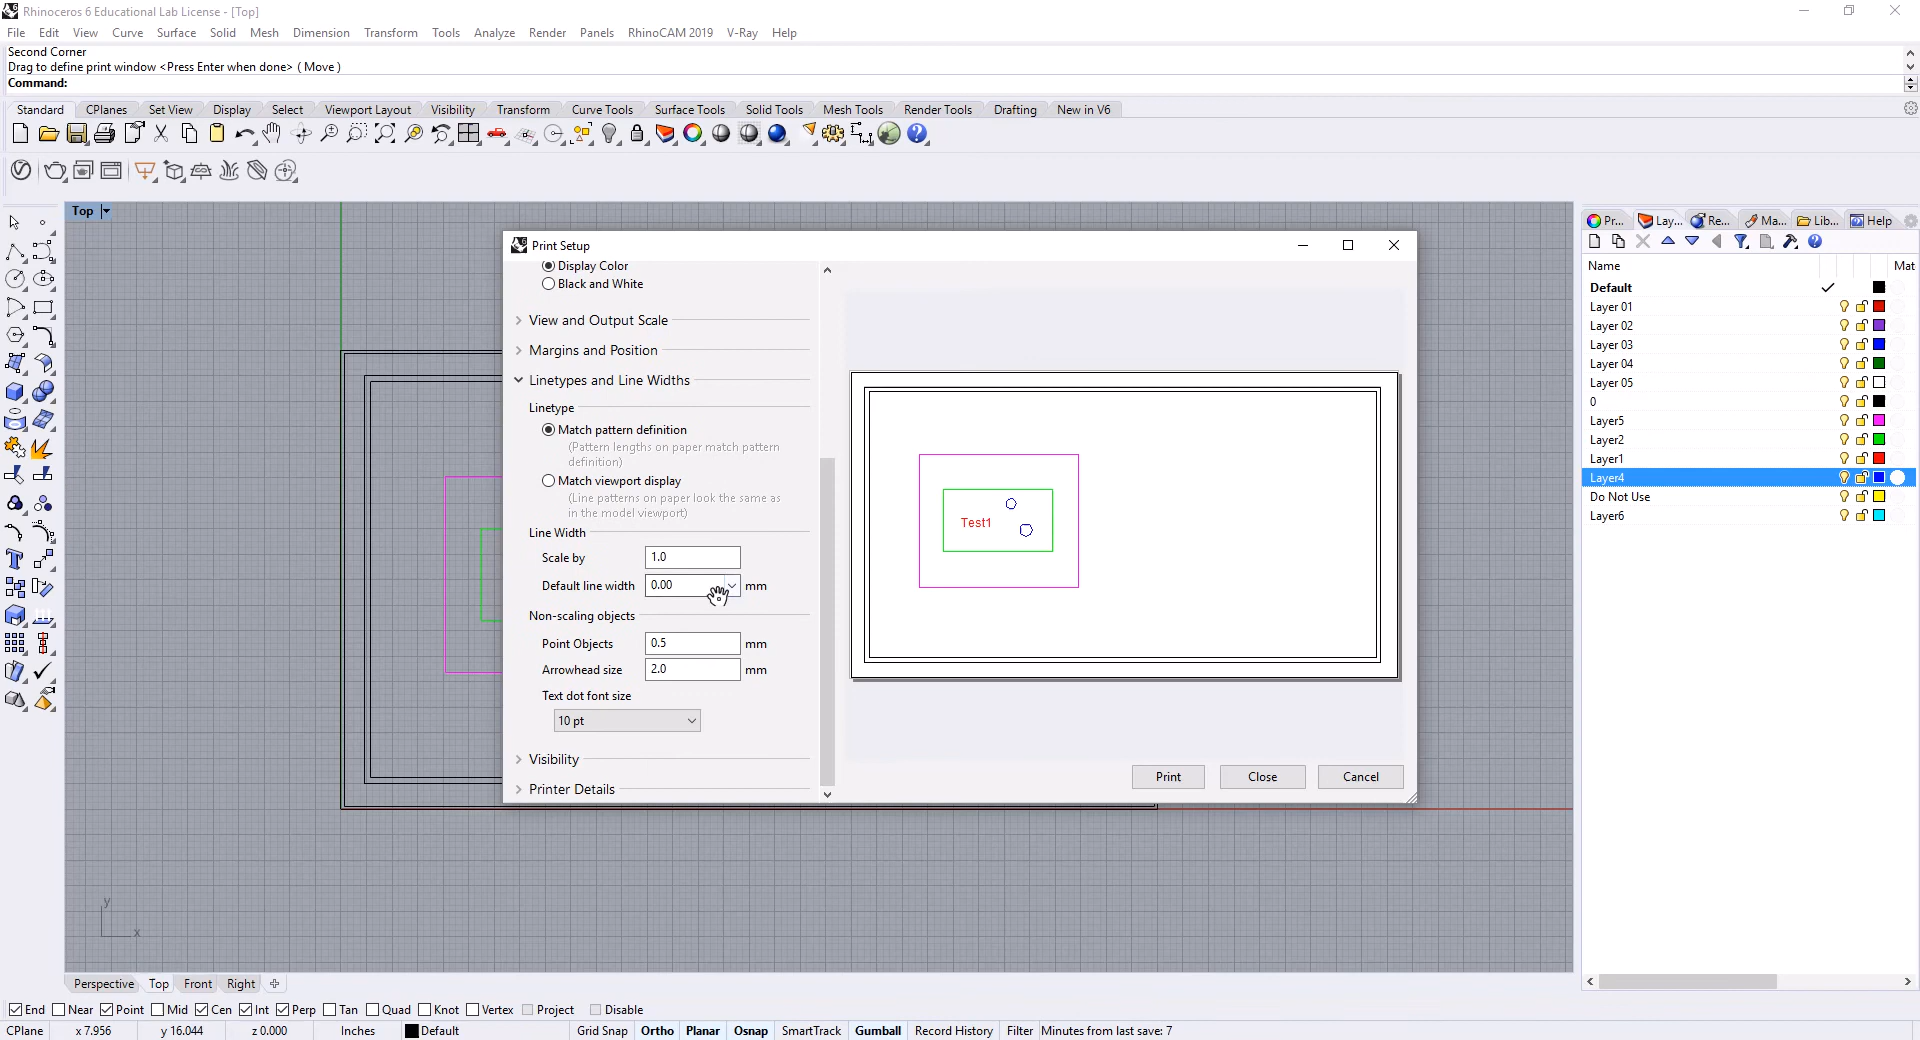 Rhinoceros 6 Educational Lab License - [Top]
File Edit View Curve Surface Solid Mesh Dimension Transform Tools Analyze Render Panels RhinoCAM 2019 V-Ray Help
Second Corner
Drag to define print window <Press Enter when done> ( Move )
Command:
Standard CPlanes Set View Display Select Viewport Layout Visibility Transform Curve Tools Surface Tools Solid Tools Mesh Tools Render Tools Drafting New in V6
Top
Print Setup
Display Color
Black and White
View and Output Scale
Margins and Position
Linetypes and Line Widths
Linetype
Match pattern definition
(Pattern lengths on paper match pattern
definition)
Match viewport display
(Line patterns on paper look the same as
in the model viewport)
Line Width
Scale by 1.0
Default line width 0.00 mm
Non-scaling objects
Point Objects 0.5 mm
Arrowhead size 2.0 mm
Text dot font size
10 pt
Visibility
Printer Details
Test1
Print Close Cancel
Pr... Lay... Re... Ma... Lib... Help
Name Mat
Default
Layer 01
Layer 02
Layer 03
Layer 04
Layer 05
0
Layer5
Layer2
Layer1
Layer4
Do Not Use
Layer6
y
x
Perspective Top Front Right
End Near Point Mid Cen Int Perp Tan Quad Knot Vertex Project Disable
CPlane x 7.956 y 16.044 z 0.000 Inches Default Grid Snap Ortho Planar Osnap SmartTrack Gumball Record History Filter Minutes from last save: 7